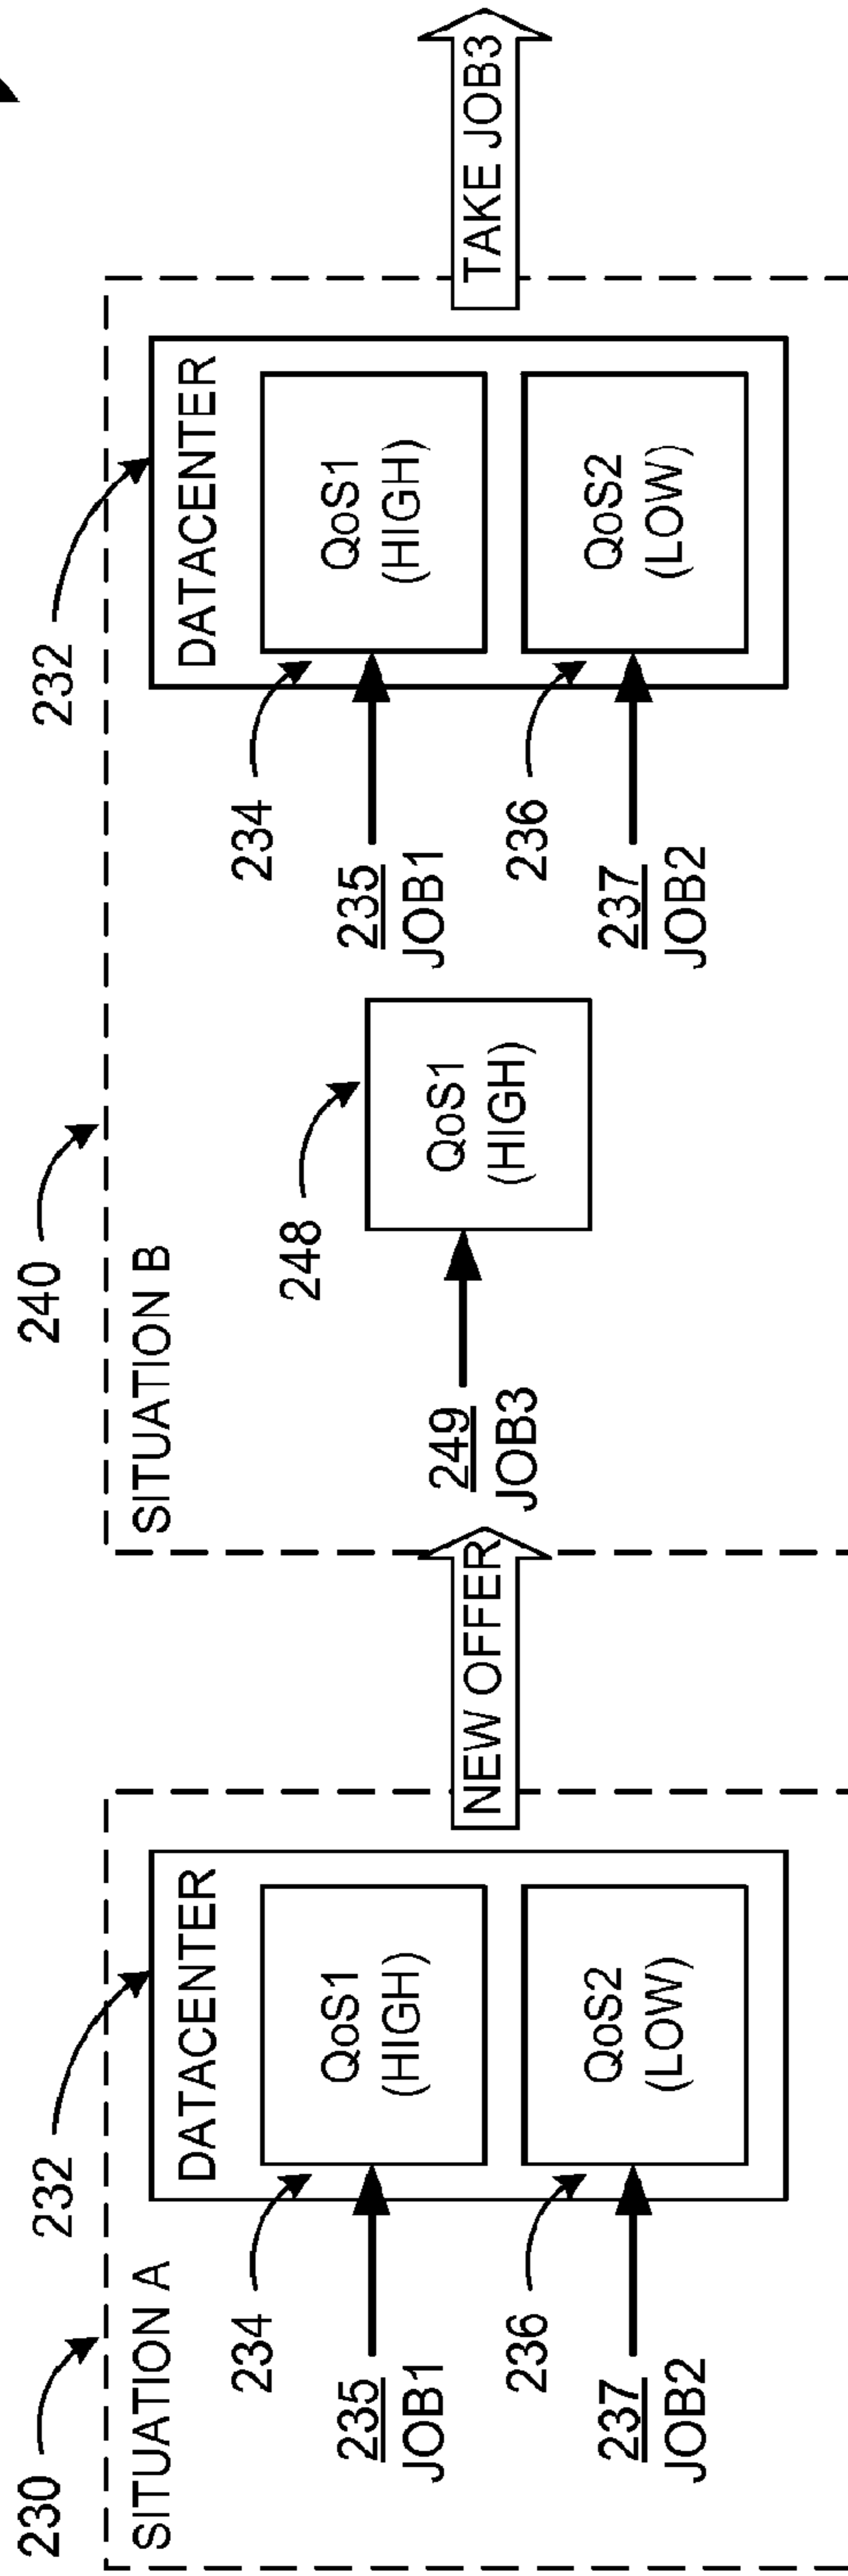 230
SITUATION A
232
DATACENTER
234
QoS1
(HIGH)
235
JOB1
236
QoS2
(LOW)
237
JOB2
NEW OFFER
240
SITUATION B
249
JOB3
248
QoS1
(HIGH)
232
DATACENTER
234
QoS1
(HIGH)
235
JOB1
236
QoS2
(LOW)
237
JOB2
TAKE JOB3